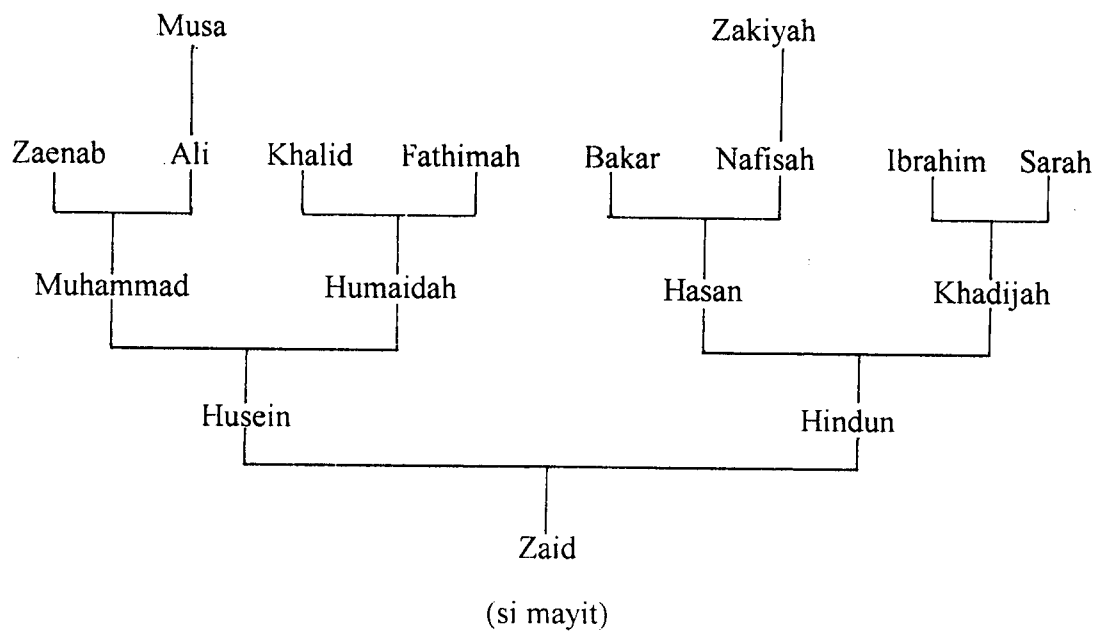 Musa Zakiyah
Zaenab Ali Khalid Fathimah Bakar Nafisah Ibrahim Sarah
Muhammad Humaidah Hasan Khadijah
Husein Hindun
Zaid
(si mayit)